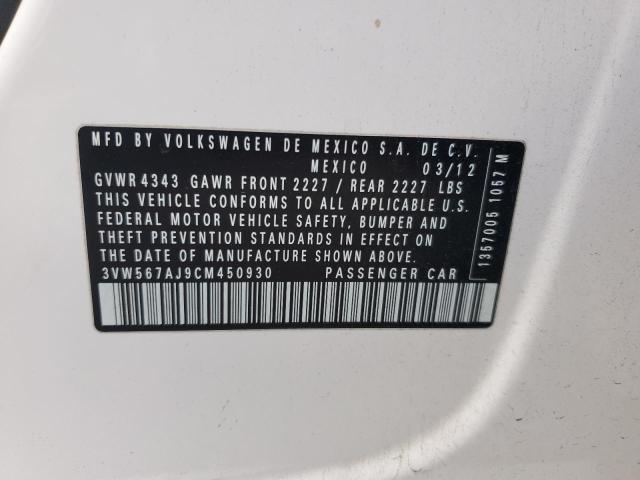 MFD BY VOLKSWAGEN DE MEXICO S.A. DE C.V.
MEXICO 03/12
GVWR 4343 GAWR FRONT 2227 / REAR 2227 LBS
THIS VEHICLE CONFORMS TO ALL APPLICABLE U.S.
FEDERAL MOTOR VEHICLE SAFETY, BUMPER AND
THEFT PREVENTION STANDARDS IN EFFECT ON
THE DATE OF MANUFACTURE SHOWN ABOVE.
3VW567AJ9CM450930 PASSENGER CAR
1357005 1057 M